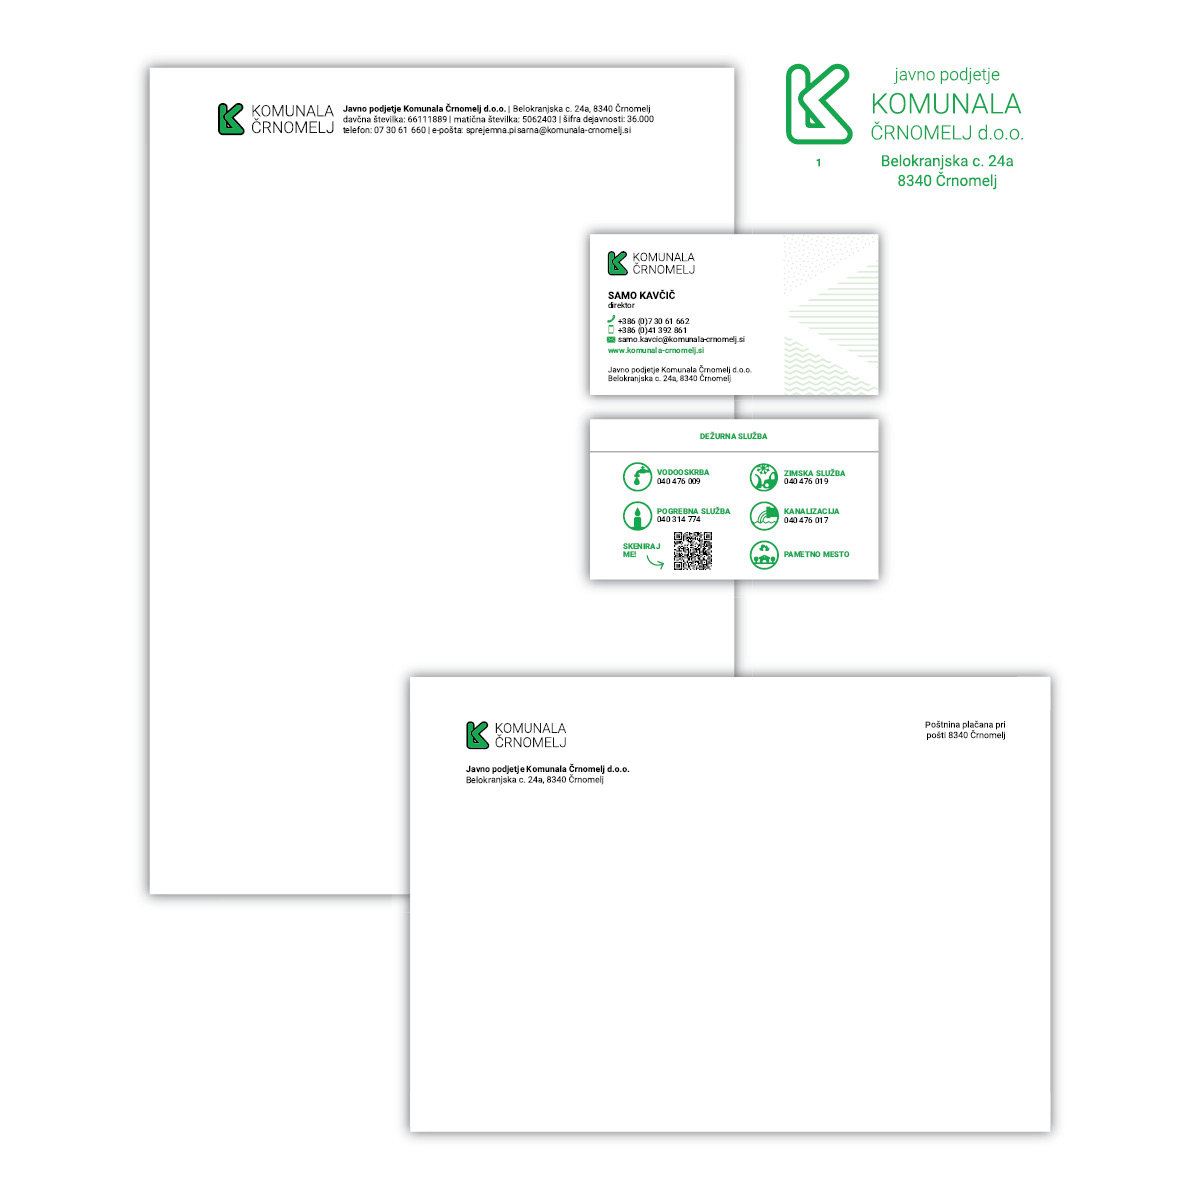 KOMUNALA
ČRNOMELJ
Javno podjetje Komunala Črnomelj d.o.o. | Belokranjska c. 24a, 8340 Črnomelj
davčna številka: 66111889 | matična številka: 5062403 | šifra dejavnosti: 36.000
telefon: 07 30 61 660 | e-pošta: sprejemna.pisarna@komunala-crnomelj.si
javno podjetje
KOMUNALA
ČRNOMELJ d.o.o.
1
Belokranjska c. 24a
8340 Črnomelj
KOMUNALA
ČRNOMELJ
SAMO KAVČIČ
direktor
+386 (0)7 30 61 662
+386 (0)41 392 861
samo.kavcic@komunala-crnomelj.si
www.komunala-crnomelj.si
Javno podjetje Komunala Črnomelj d.o.o.
Belokranjska c. 24a, 8340 Črnomelj
DEŽURNA SLUŽBA
VODOOSKRBA
040 476 009
ZIMSKA SLUŽBA
040 476 019
POGREBNA SLUŽBA
040 314 774
KANALIZACIJA
040 476 017
SKENIRAJ
ME!
PAMETNO MESTO
KOMUNALA
ČRNOMELJ
Javno podjetje Komunala Črnomelj d.o.o.
Belokranjska c. 24a, 8340 Črnomelj
Poštnina plačana pri
pošti 8340 Črnomelj